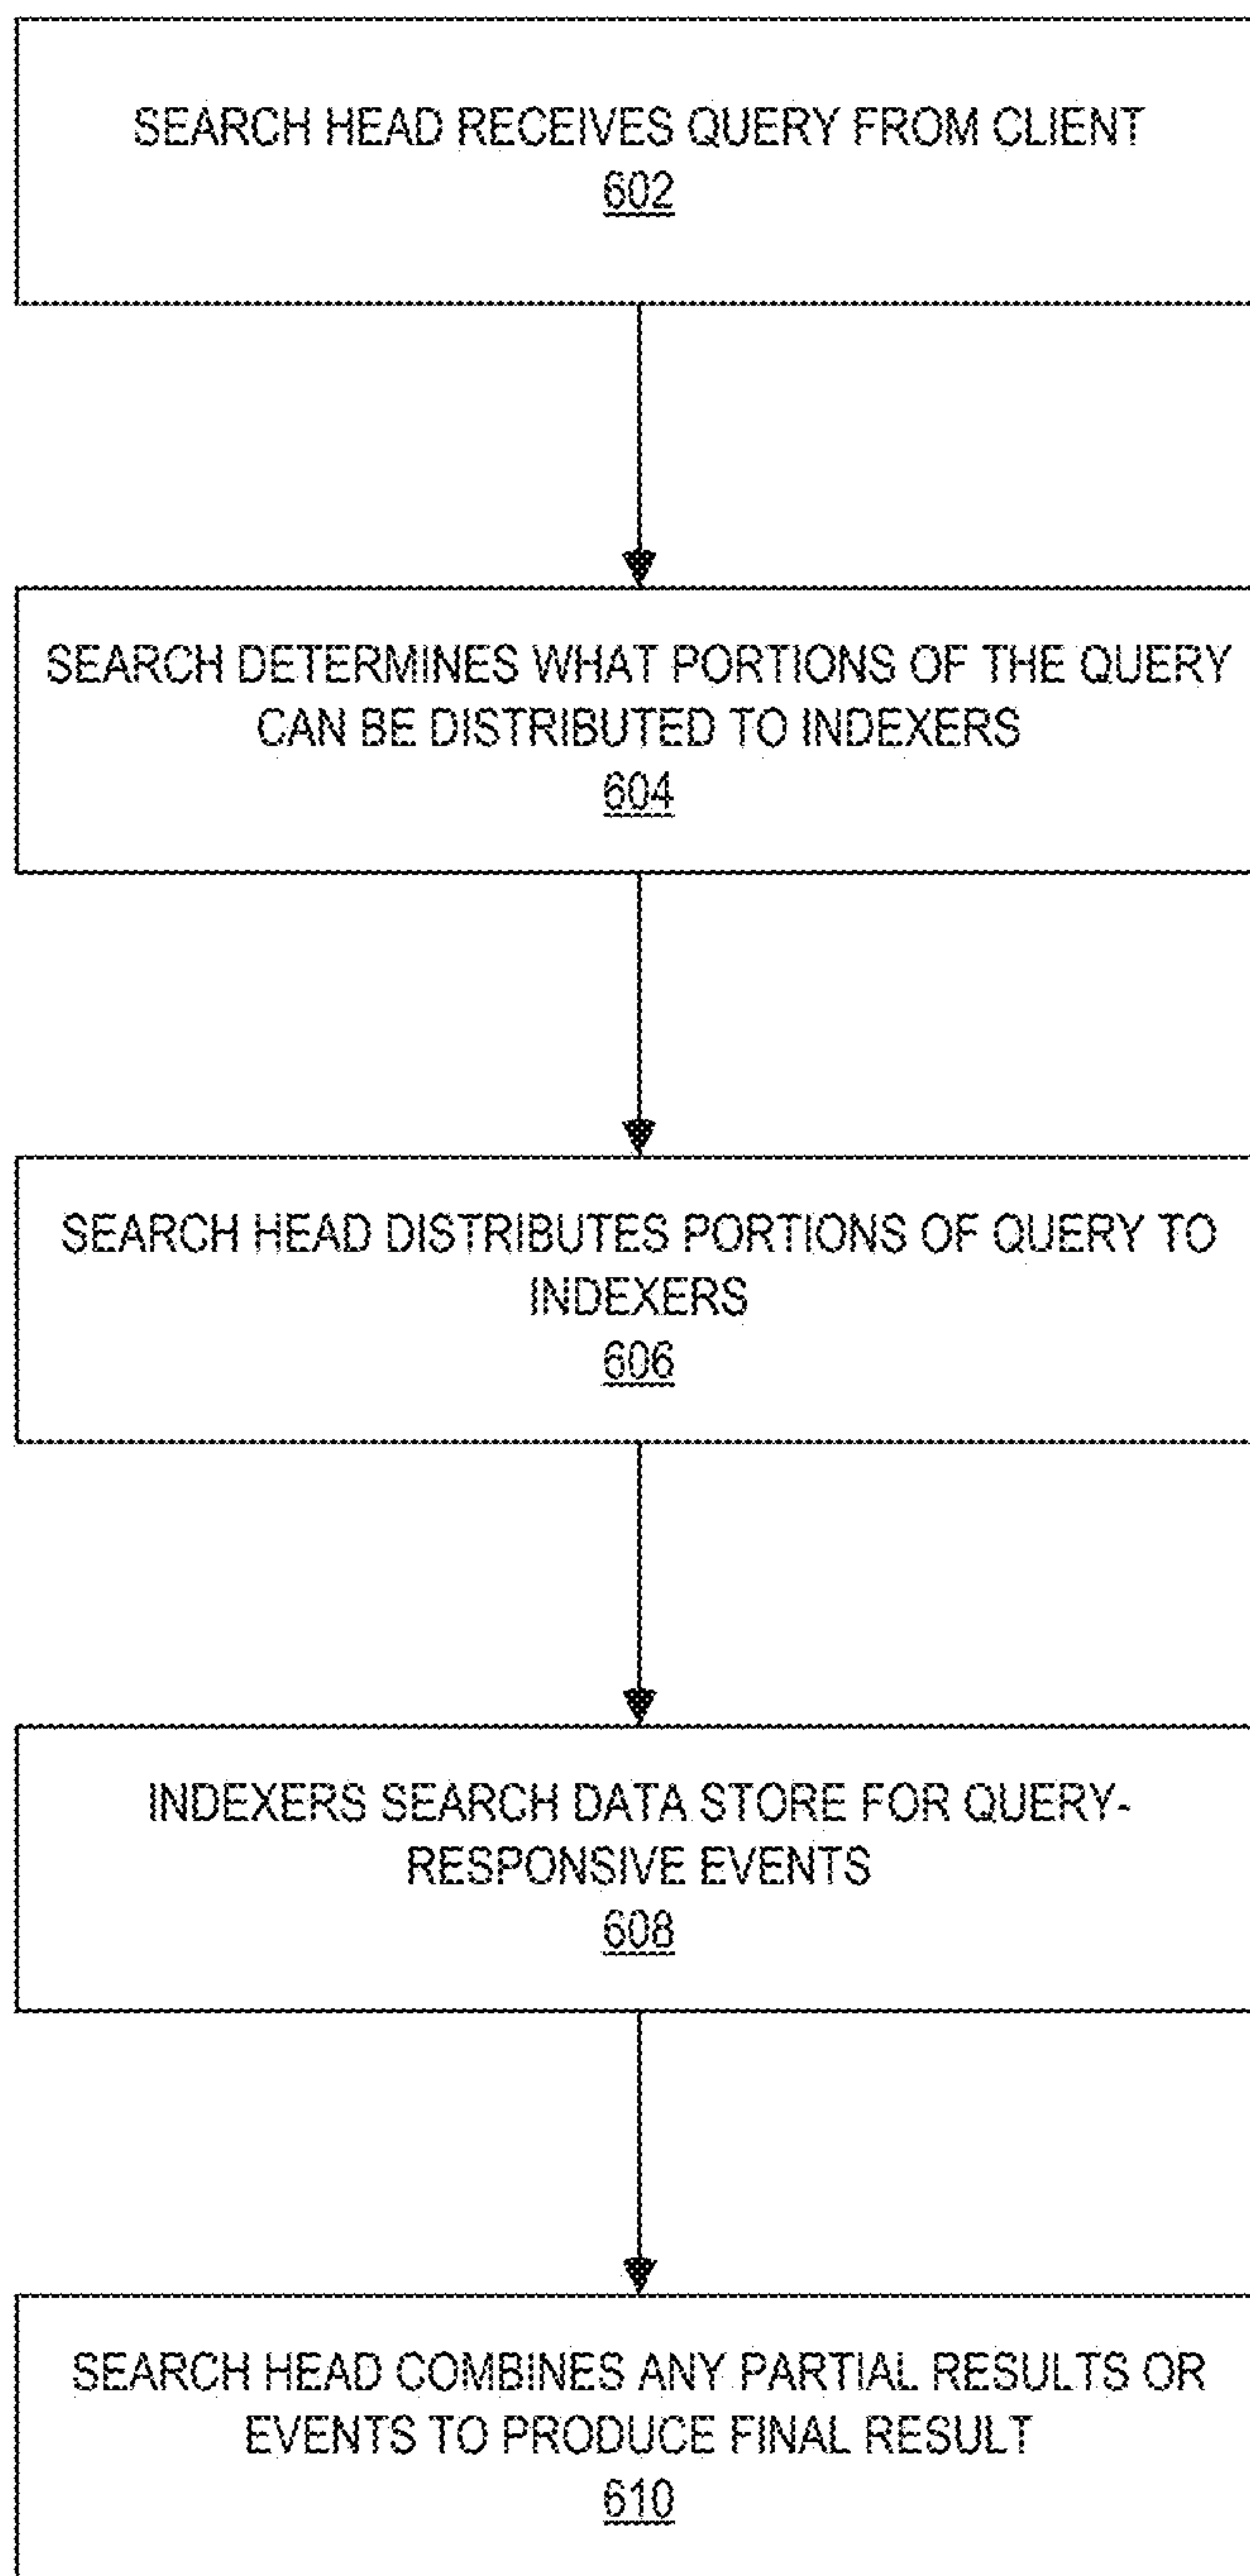 SEARCH HEAD RECEIVES QUERY FROM CLIENT
602
SEARCH DETERMINES WHAT PORTIONS OF THE QUERY
CAN BE DISTRIBUTED TO INDEXERS
604
SEARCH HEAD DISTRIBUTES PORTIONS OF QUERY TO
INDEXERS
606
INDEXERS SEARCH DATA STORE FOR QUERY-
RESPONSIVE EVENTS
608
SEARCH HEAD COMBINES ANY PARTIAL RESULTS OR
EVENTS TO PRODUCE FINAL RESULT
610